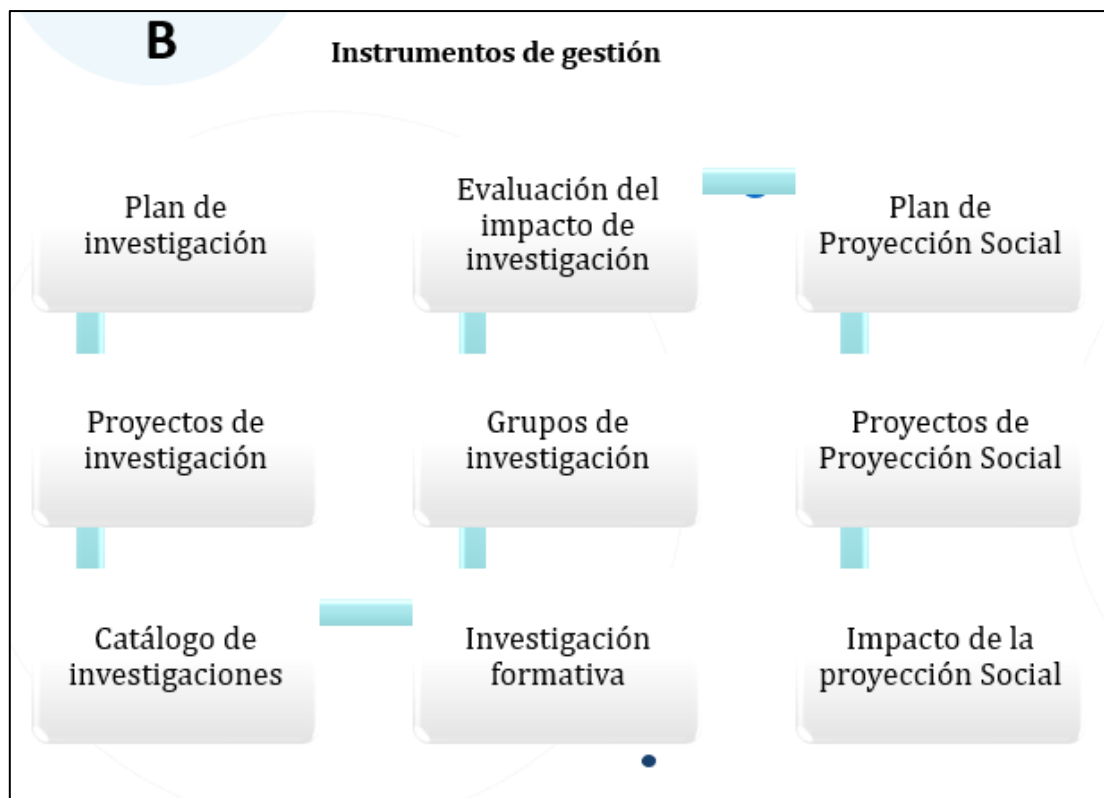 B
Instrumentos de gestión
Plan de
investigación
Evaluación del
impacto de
investigación
Plan de
Proyección Social
Proyectos de
investigación
Grupos de
investigación
Proyectos de
Proyección Social
Catálogo de
investigaciones
Investigación
formativa
Impacto de la
proyección Social